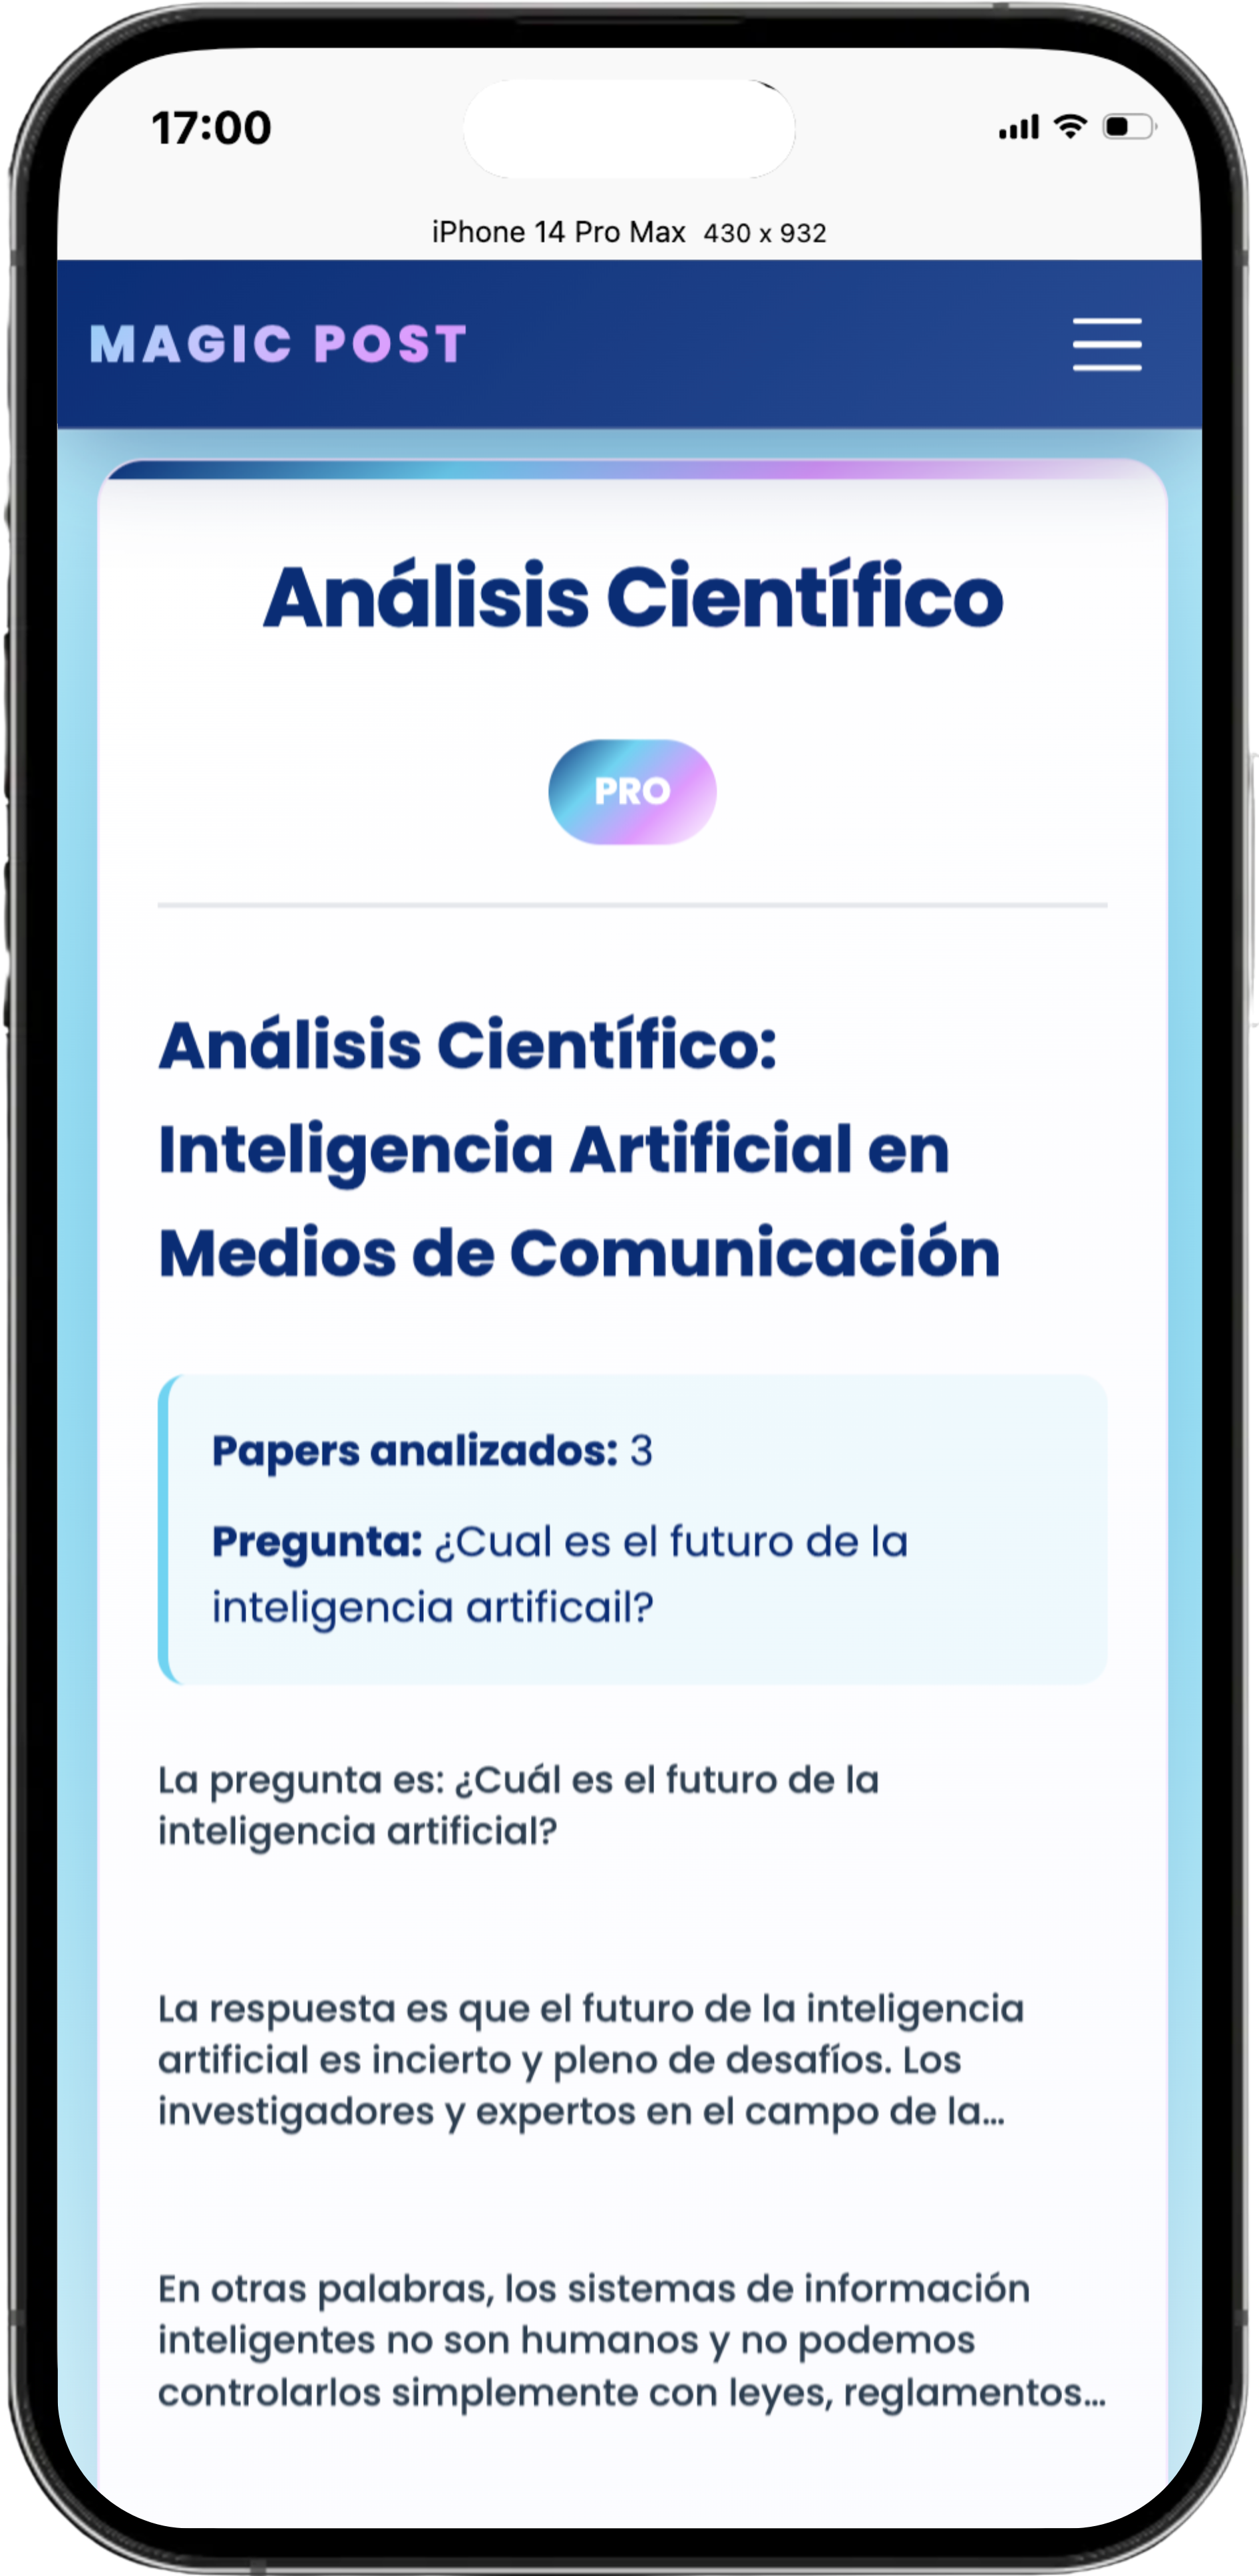 17:00
iPhone 14 Pro Max 430 x 932
MAGIC POST
Análisis Científico
PRO
Análisis Científico:
Inteligencia Artificial en
Medios de Comunicación
Papers analizados: 3
Pregunta: ¿Cual es el futuro de la
inteligencia artificail?
La pregunta es: ¿Cuál es el futuro de la
inteligencia artificial?
La respuesta es que el futuro de la inteligencia
artificial es incierto y pleno de desafíos. Los
investigadores y expertos en el campo de la...
En otras palabras, los sistemas de información
inteligentes no son humanos y no podemos
controlarlos simplemente con leyes, reglamentos...